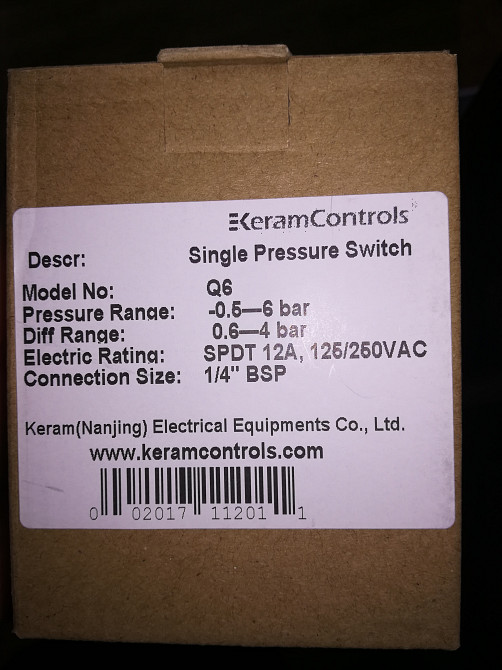 KeramControls
Descr: Single Pressure Switch
Model No: Q6
Pressure Range: -0.5—6 bar
Diff Range: 0.6—4 bar
Electric Rating: SPDT 12A, 125/250VAC
Connection Size: 1/4" BSP
Keram(Nanjing) Electrical Equipments Co., Ltd.
www.keramcontrols.com
0 02017 11201 1